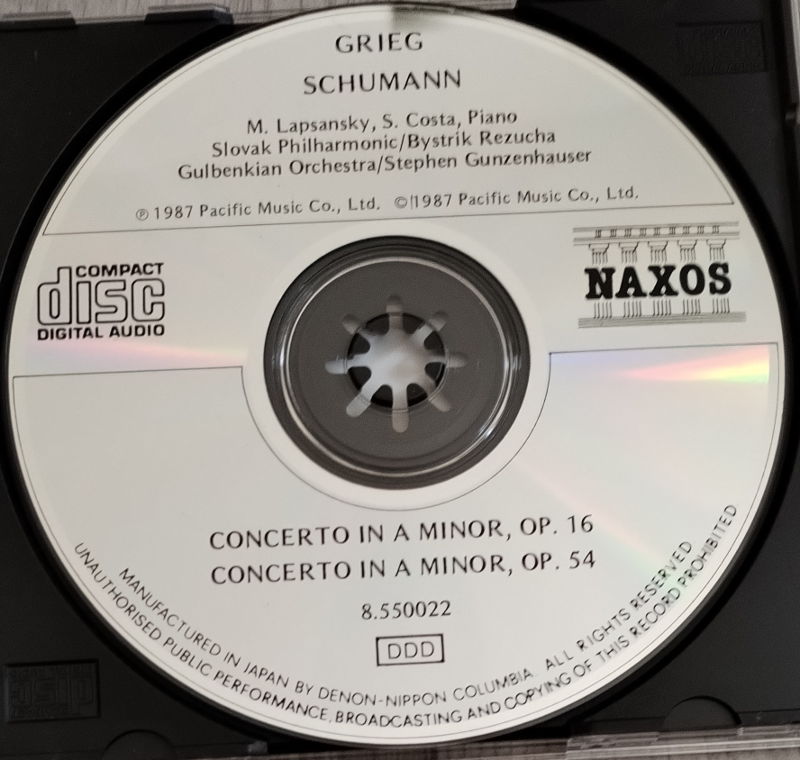 GRIEG
SCHUMANN
M. Lapsansky, S. Costa, Piano
Slovak Philharmonic/Bystrik Rezucha
Gulbenkian Orchestra/Stephen Gunzenhauser
℗ 1987 Pacific Music Co., Ltd. © 1987 Pacific Music Co., Ltd.
COMPACT
disc
DIGITAL AUDIO
NAXOS
CONCERTO IN A MINOR, OP. 16
CONCERTO IN A MINOR, OP. 54
8.550022
DDD
MANUFACTURED IN JAPAN BY DENON-NIPPON COLUMBIA. ALL RIGHTS RESERVED
UNAUTHORISED PUBLIC PERFORMANCE, BROADCASTING AND COPYING OF THIS RECORD PROHIBITED